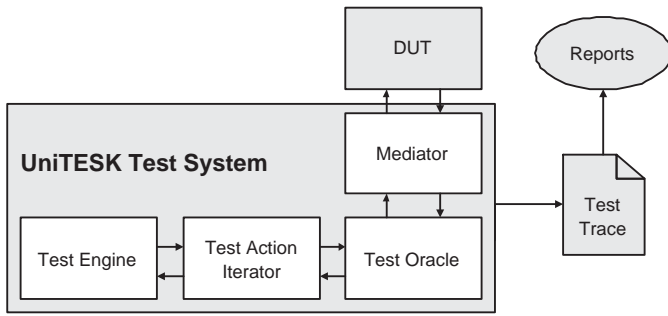 DUT
Reports
UniTESK Test System
Mediator
Test
Trace
Test Engine
Test Action
Iterator
Test Oracle